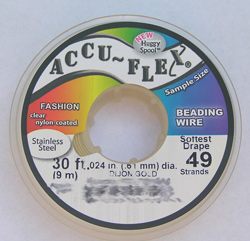 NEW
Huggy
Spool™
ACCU~FLEX®
Sample Size
FASHION
clear
nylon coated
BEADING
WIRE
Stainless
Steel
Softest
Drape
49
Strands
30 ft. .024 in. (.61 mm) dia.
(9 m)
DIJON GOLD